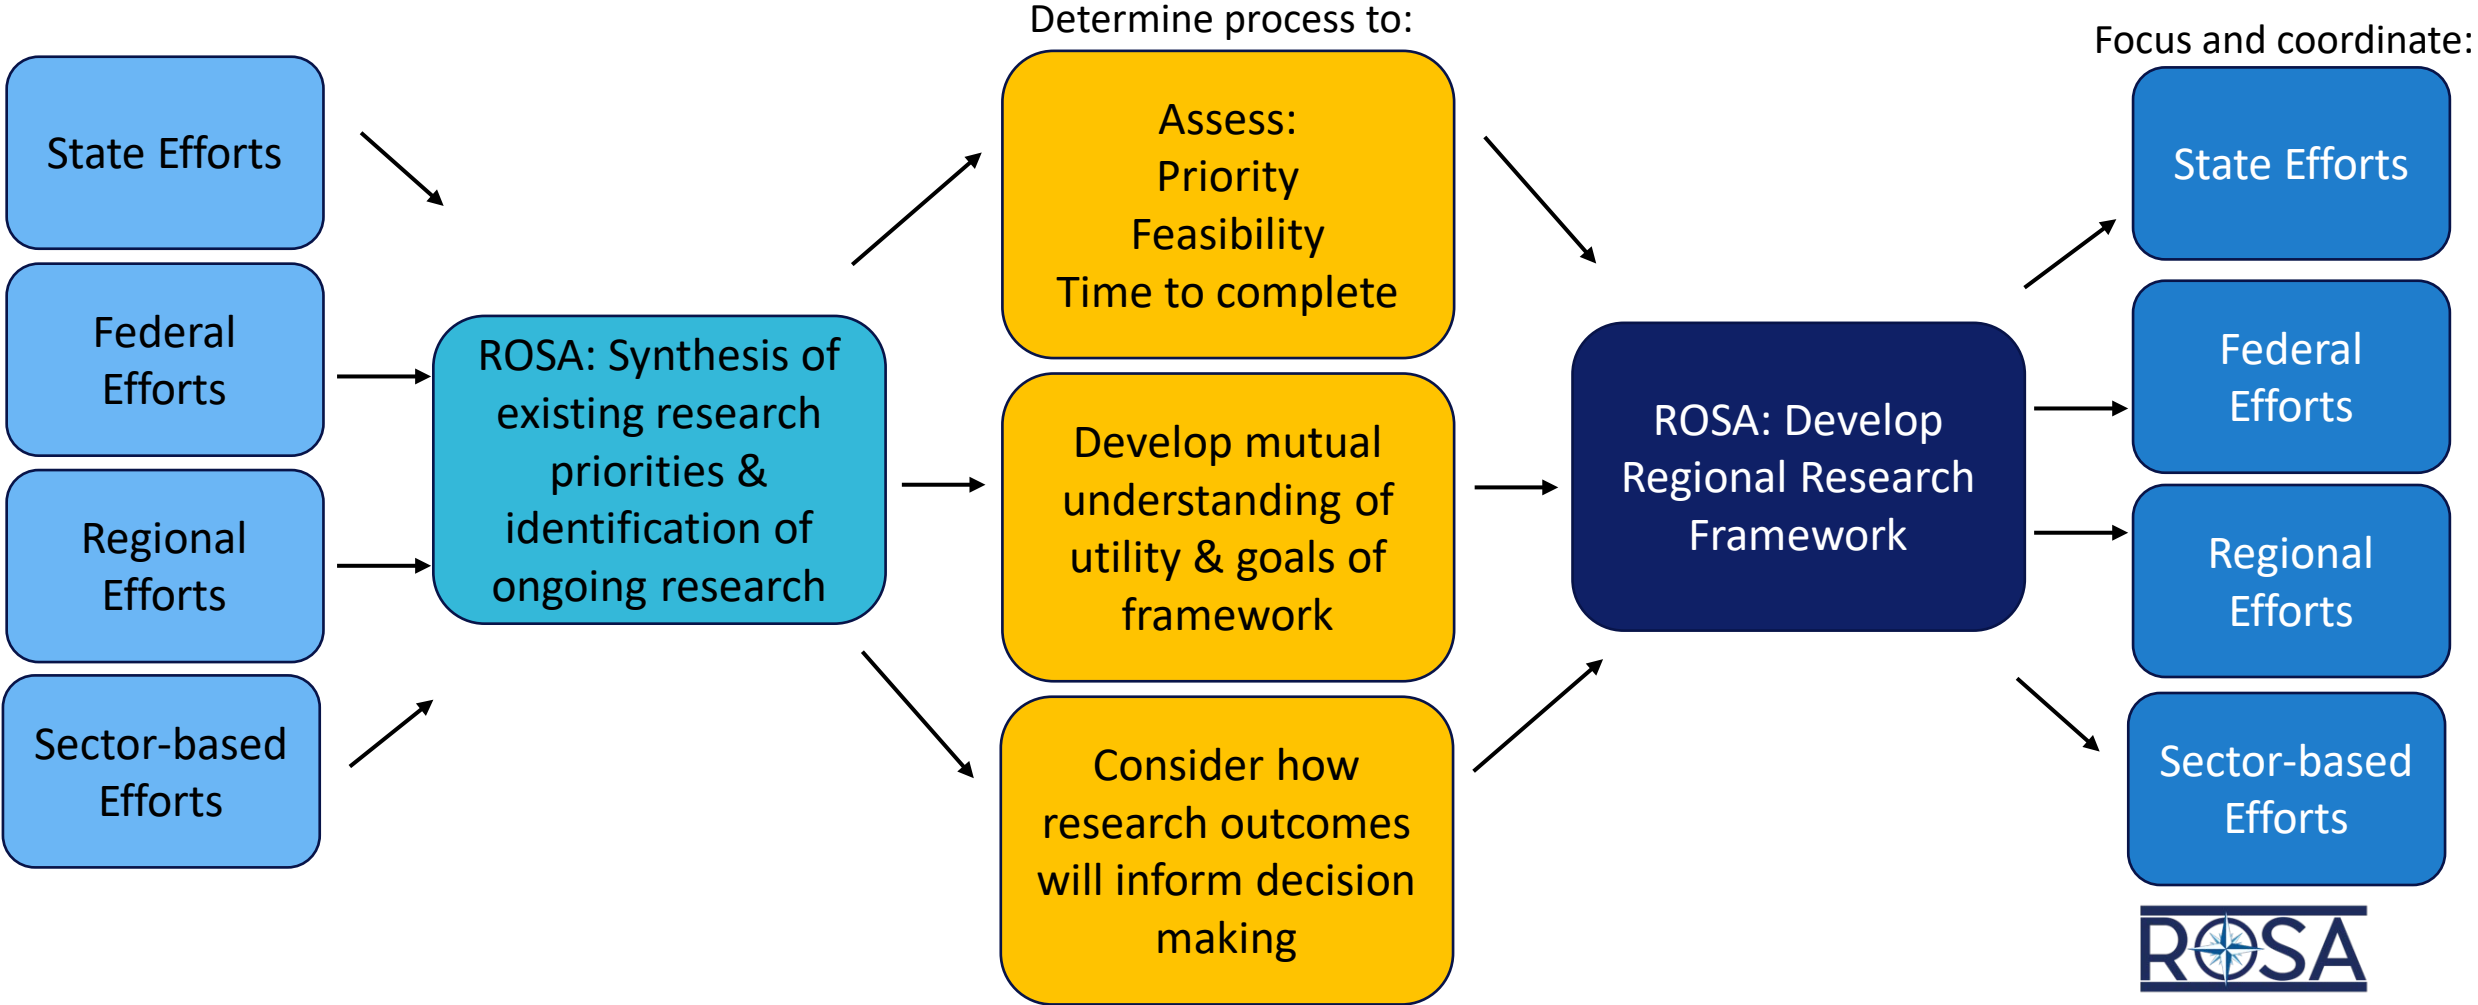 State Efforts
Federal
Efforts
Regional
Efforts
Sector-based
Efforts
ROSA: Synthesis of
existing research
priorities &
identification of
ongoing research
Determine process to:
Assess:
Priority
Feasibility
Time to complete
Develop mutual
understanding of
utility & goals of
framework
Consider how
research outcomes
will inform decision
making
ROSA: Develop
Regional Research
Framework
Focus and coordinate:
State Efforts
Federal
Efforts
Regional
Efforts
Sector-based
Efforts
ROSA